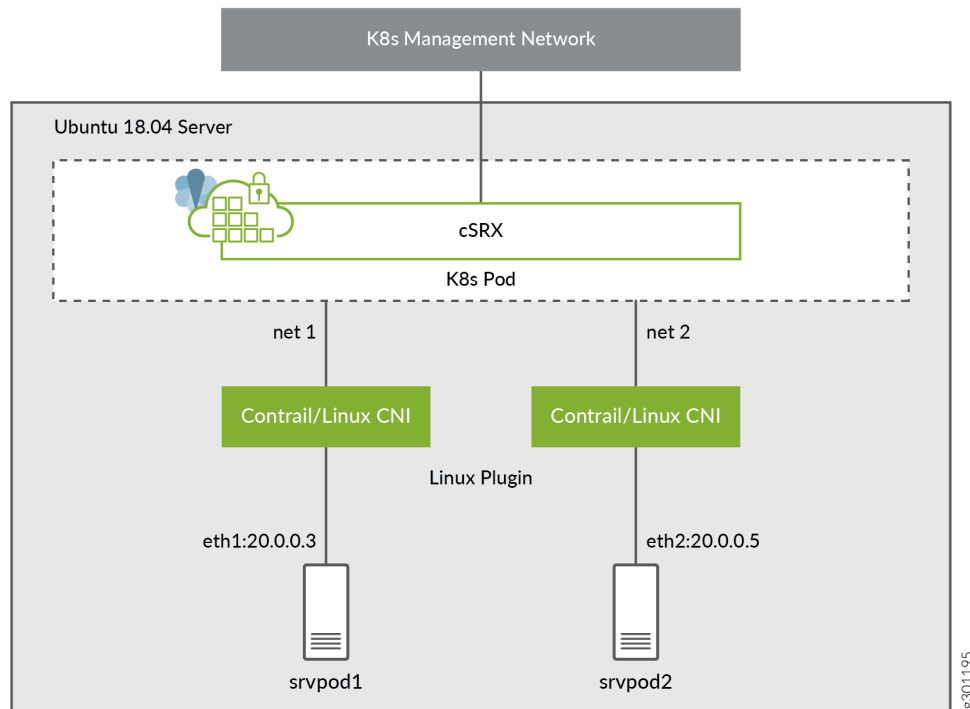 K8s Management Network
Ubuntu 18.04 Server
cSRX
K8s Pod
net 1
net 2
Contrail/Linux CNI
Contrail/Linux CNI
Linux Plugin
eth1:20.0.0.3
eth2:20.0.0.5
srvpod1
srvpod2
g301195